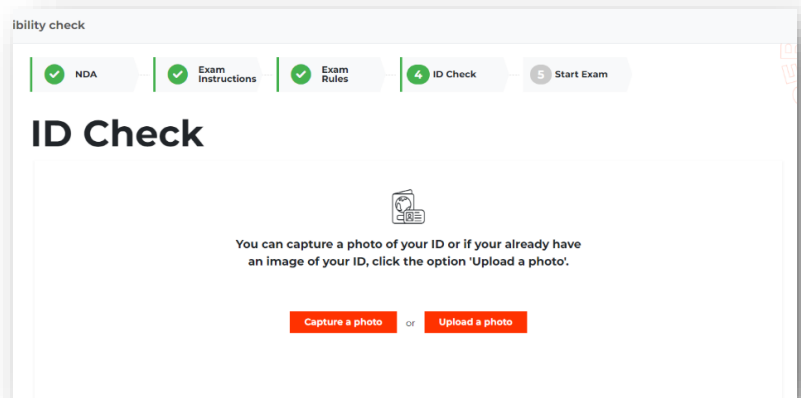 ibility check
NDA
Exam
Instructions
Exam
Rules
4 ID Check
5 Start Exam
ID Check
You can capture a photo of your ID or if your already have
an image of your ID, click the option 'Upload a photo'.
Capture a photo or Upload a photo